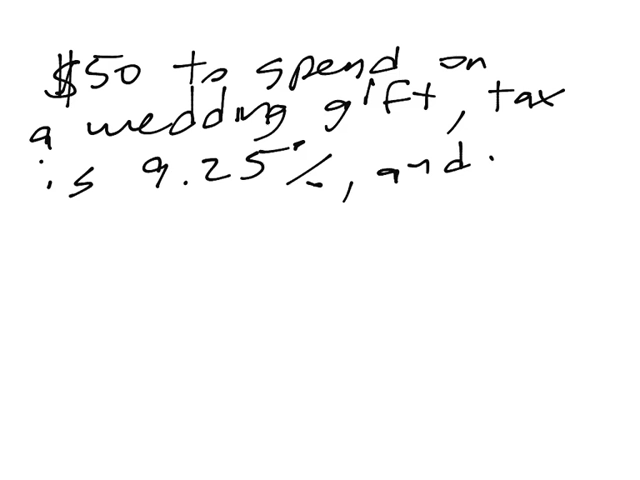 $50 to spend on
a wedding gift, tax
is 9.25%, and.